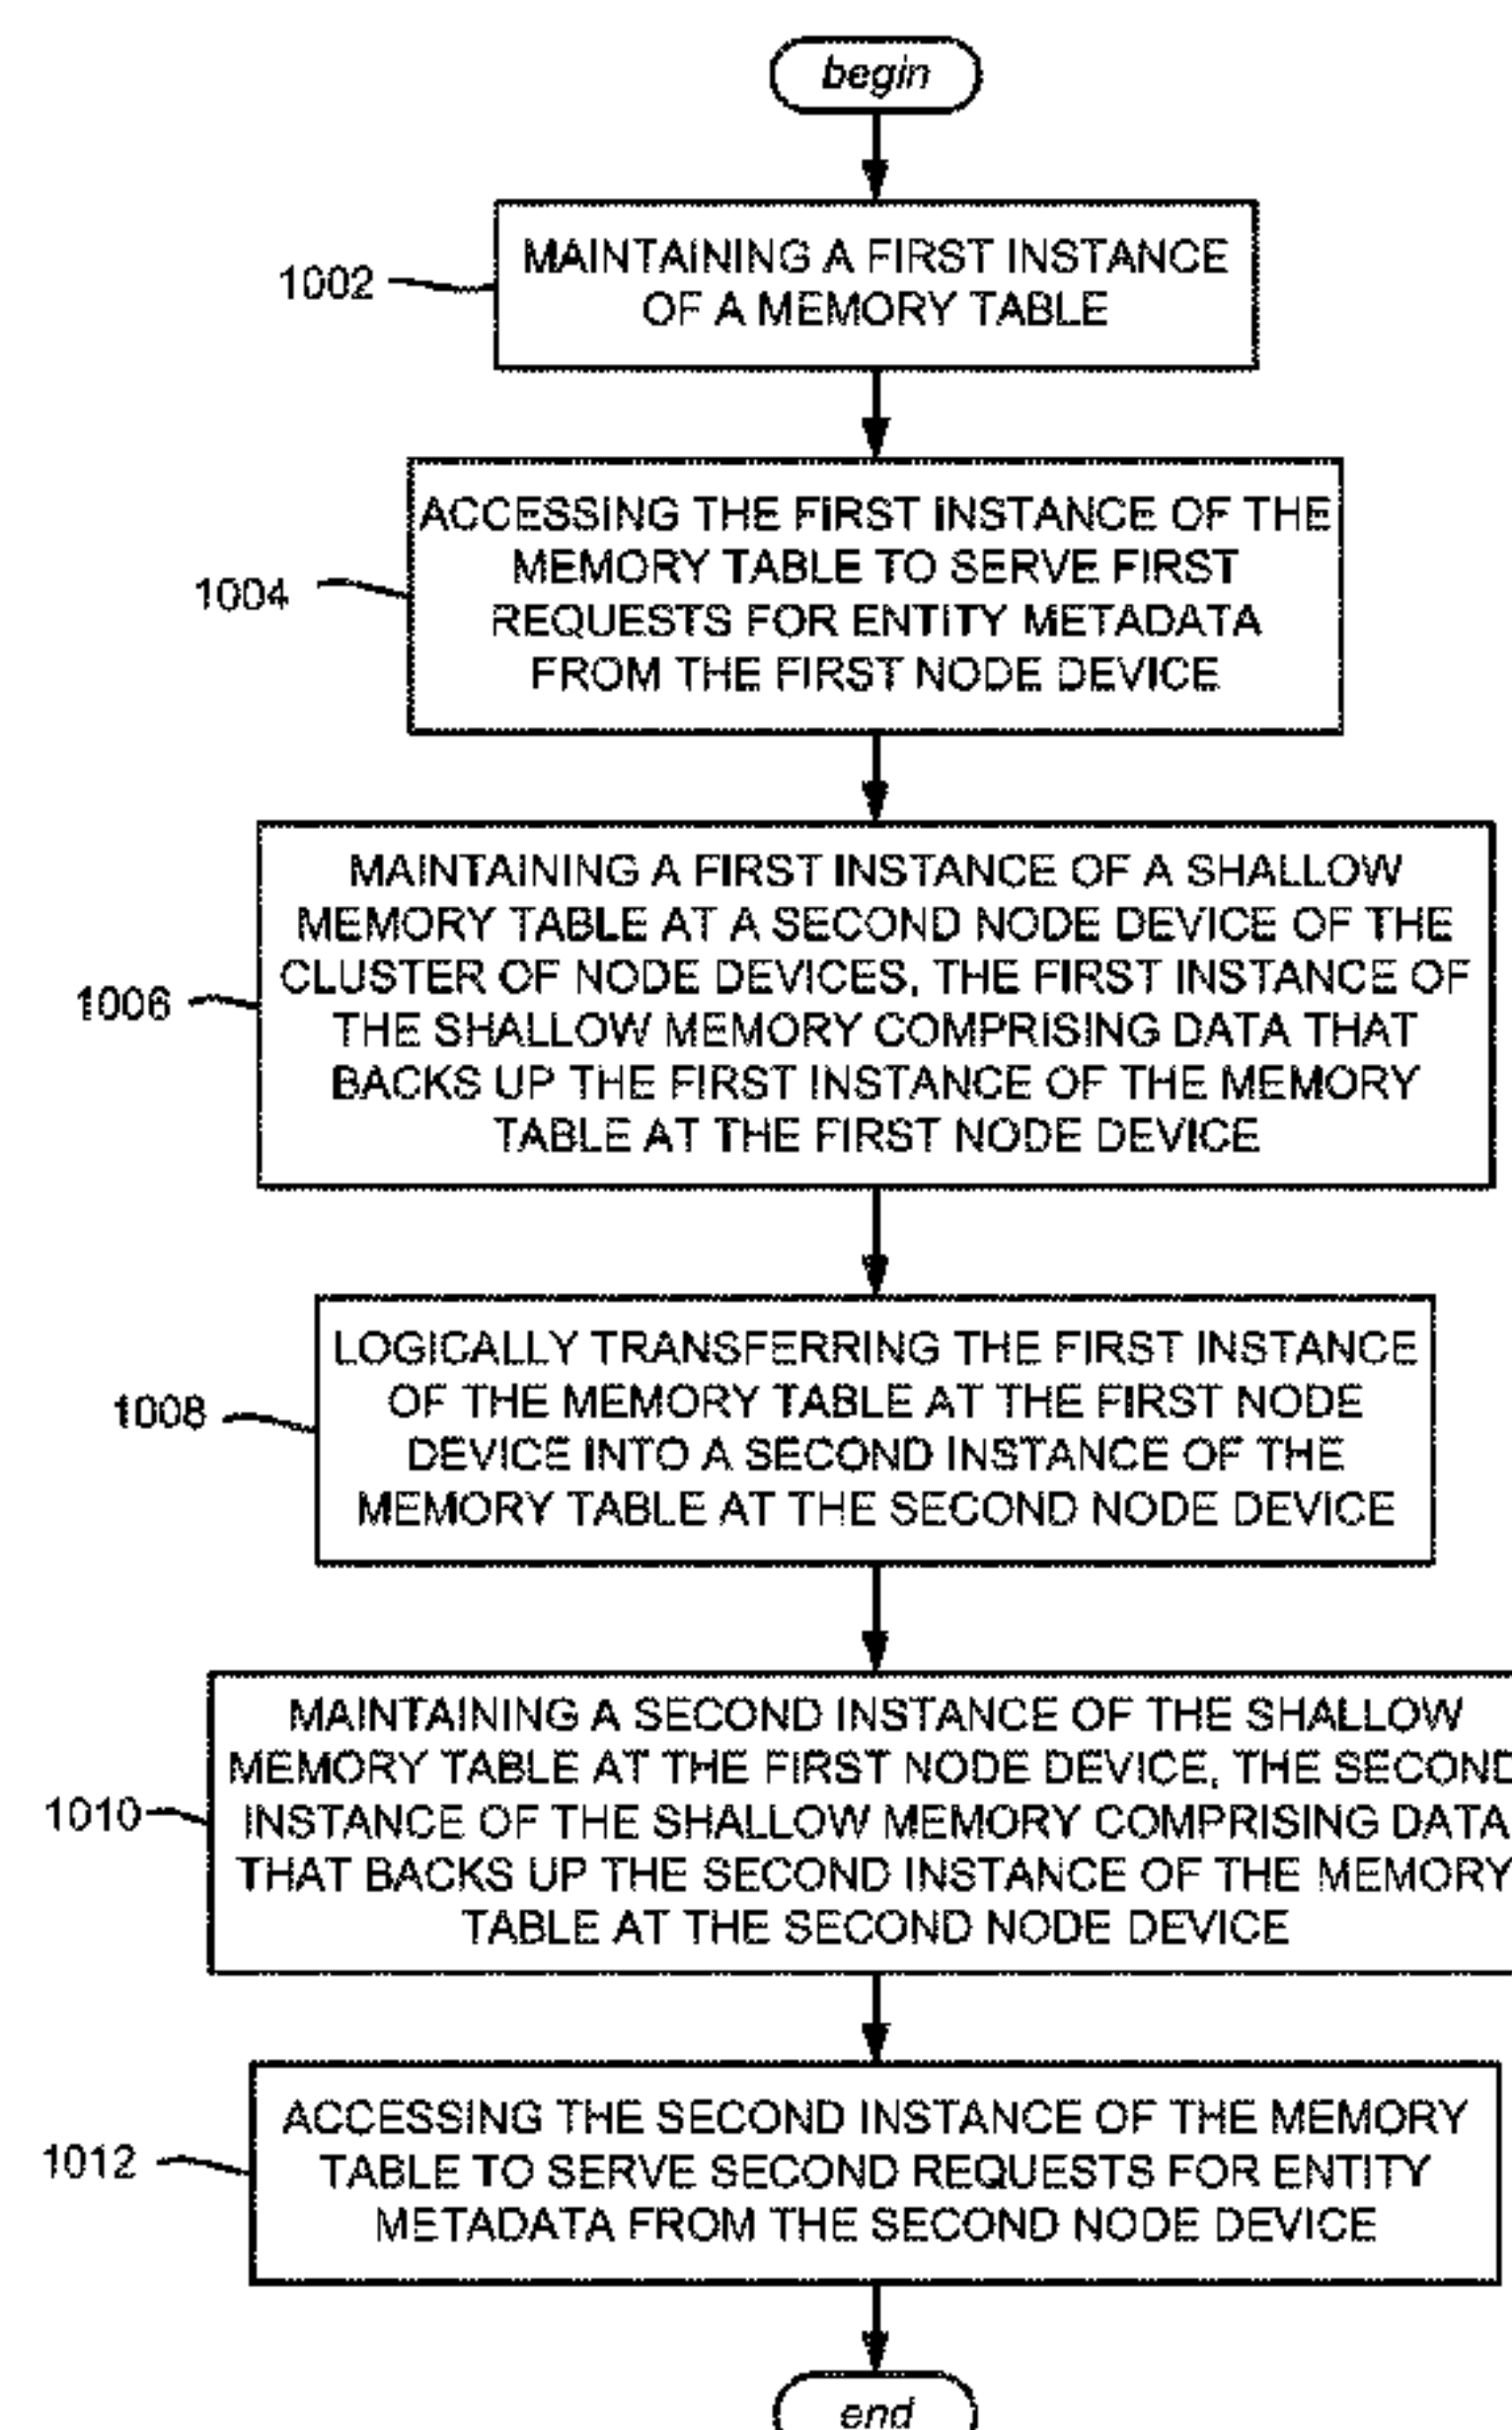 begin
1002
MAINTAINING A FIRST INSTANCE
OF A MEMORY TABLE
1004
ACCESSING THE FIRST INSTANCE OF THE
MEMORY TABLE TO SERVE FIRST
REQUESTS FOR ENTITY METADATA
FROM THE FIRST NODE DEVICE
1006
MAINTAINING A FIRST INSTANCE OF A SHALLOW
MEMORY TABLE AT A SECOND NODE DEVICE OF THE
CLUSTER OF NODE DEVICES, THE FIRST INSTANCE OF
THE SHALLOW MEMORY COMPRISING DATA THAT
BACKS UP THE FIRST INSTANCE OF THE MEMORY
TABLE AT THE FIRST NODE DEVICE
1008
LOGICALLY TRANSFERRING THE FIRST INSTANCE
OF THE MEMORY TABLE AT THE FIRST NODE
DEVICE INTO A SECOND INSTANCE OF THE
MEMORY TABLE AT THE SECOND NODE DEVICE
1010
MAINTAINING A SECOND INSTANCE OF THE SHALLOW
MEMORY TABLE AT THE FIRST NODE DEVICE, THE SECOND
INSTANCE OF THE SHALLOW MEMORY COMPRISING DATA
THAT BACKS UP THE SECOND INSTANCE OF THE MEMORY
TABLE AT THE SECOND NODE DEVICE
1012
ACCESSING THE SECOND INSTANCE OF THE MEMORY
TABLE TO SERVE SECOND REQUESTS FOR ENTITY
METADATA FROM THE SECOND NODE DEVICE
end